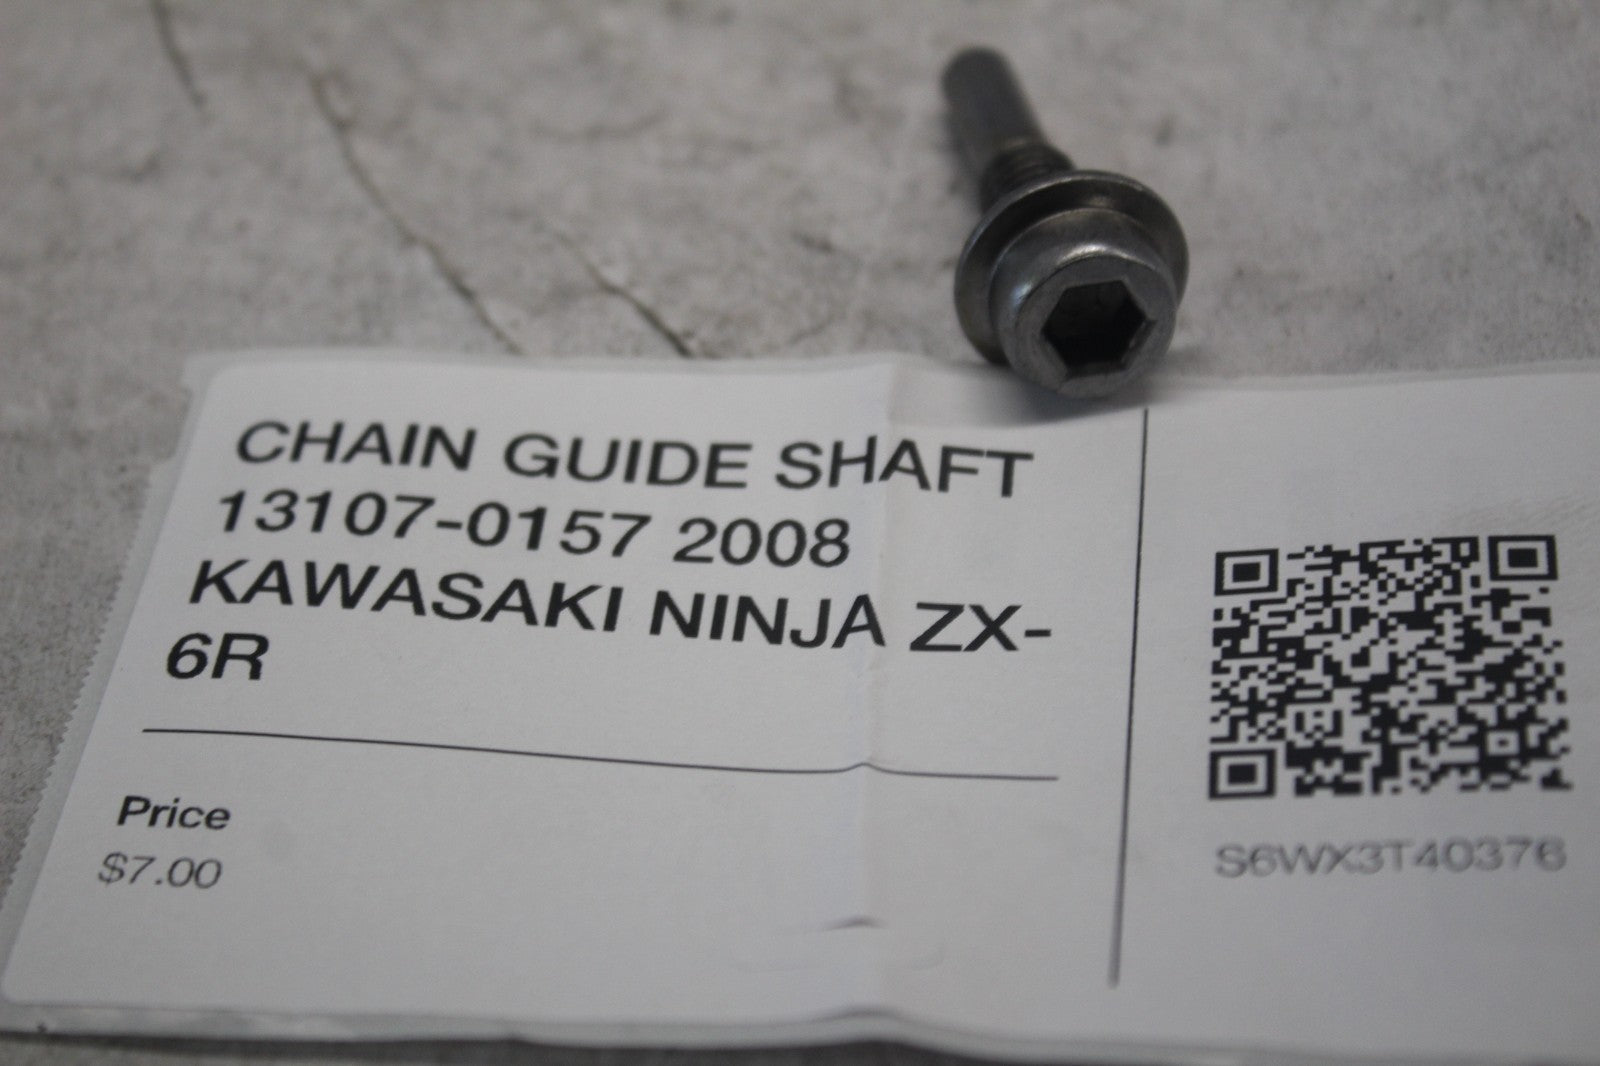 CHAIN GUIDE SHAFT
13107-0157 2008
KAWASAKI NINJA ZX-
6R
Price
$7.00
S6WX3T40376